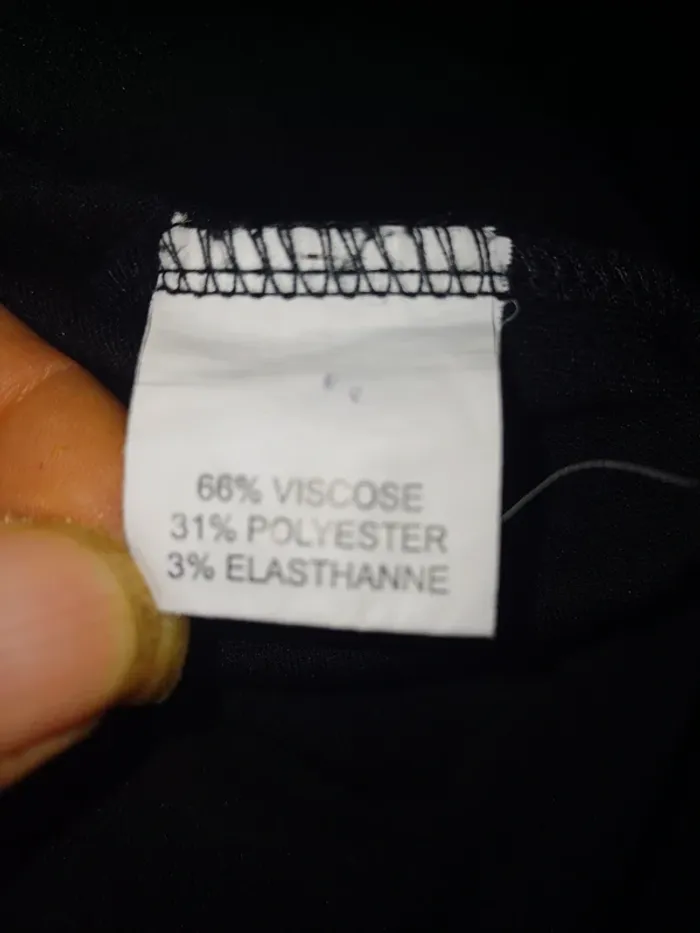 66% VISCOSE
31% POLYESTER
3% ELASTHANNE